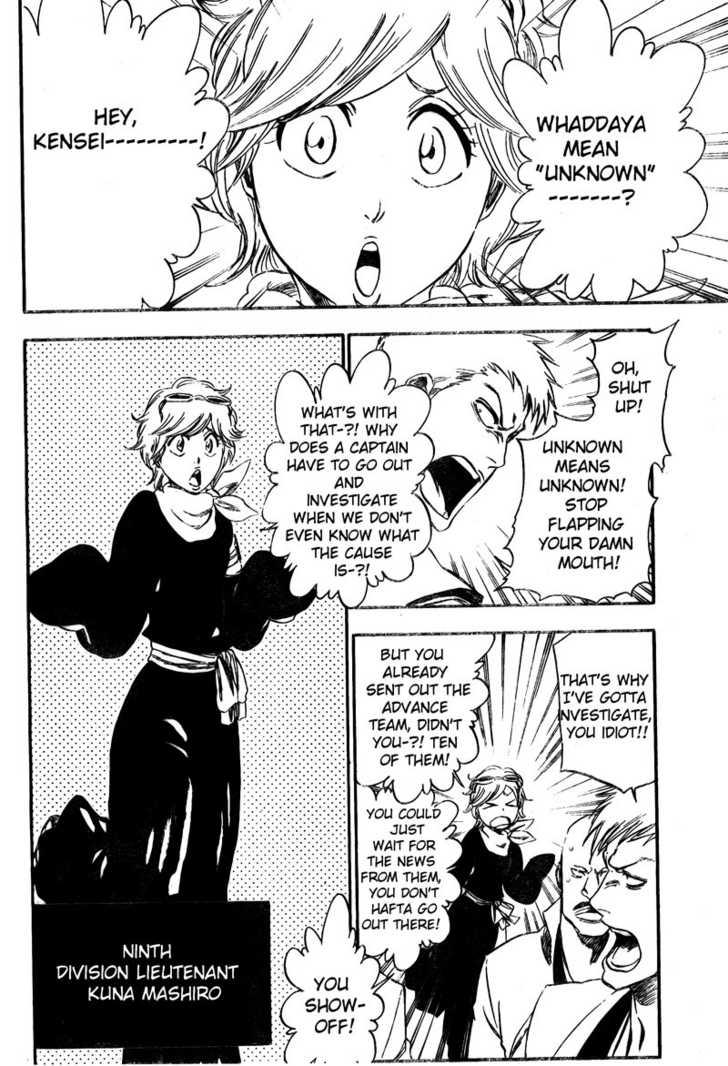 WHADDAYA
MEAN
"UNKNOWN"
-------?
HEY,
KENSEI---------!
OH,
SHUT
UP!
UNKNOWN
MEANS
UNKNOWN!
STOP
FLAPPING
YOUR DAMN
MOUTH!
WHAT'S WITH
THAT-?! WHY
DOES A CAPTAIN
HAVE TO GO OUT
AND
INVESTIGATE
WHEN WE DON'T
EVEN KNOW WHAT
THE CAUSE
IS-?!
NINTH
DIVISION LIEUTENANT
KUNA MASHIRO
THAT'S WHY
I'VE GOTTA
NVESTIGATE,
YOU IDIOT!!
BUT YOU
ALREADY
SENT OUT THE
ADVANCE
TEAM, DIDN'T
YOU-?! TEN
OF THEM!
YOU COULD
JUST
WAIT FOR
THE NEWS
FROM THEM,
YOU DON'T
HAFTA GO
OUT THERE!
YOU
SHOW-
OFF!